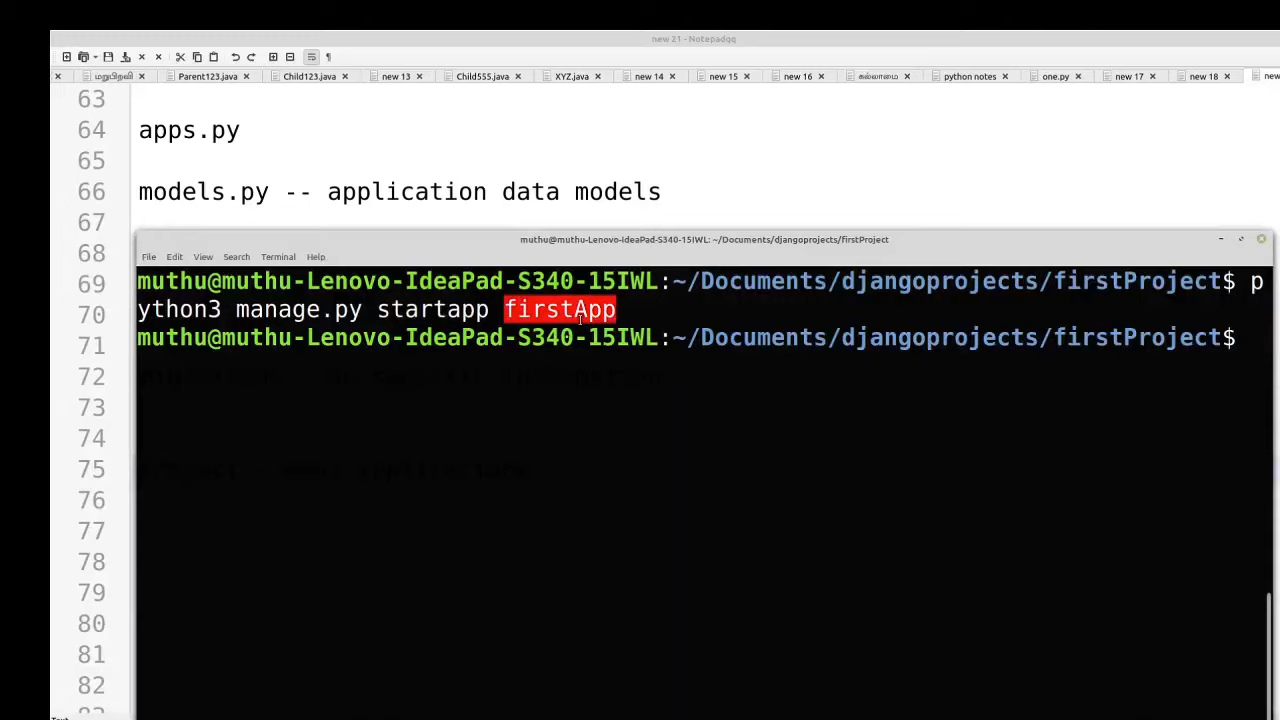 new 21 - Notepadqq
மறுபிறவி Parent123.java Child123.java new 13 Child555.java XYZ.java new 14 new 15 new 16 கல்லாமை python notes one.py new 17 new 18 new
63
64 apps.py
65
66 models.py -- application data models
67
muthu@muthu-Lenovo-IdeaPad-S340-15IWL: ~/Documents/djangoprojects/firstProject
68
File Edit View Search Terminal Help
69 muthu@muthu-Lenovo-IdeaPad-S340-15IWL:~/Documents/djangoprojects/firstProject$ p
70 ython3 manage.py startapp firstApp
71 muthu@muthu-Lenovo-IdeaPad-S340-15IWL:~/Documents/djangoprojects/firstProject$
72
73
74
75
76
77
78
79
80
81
82